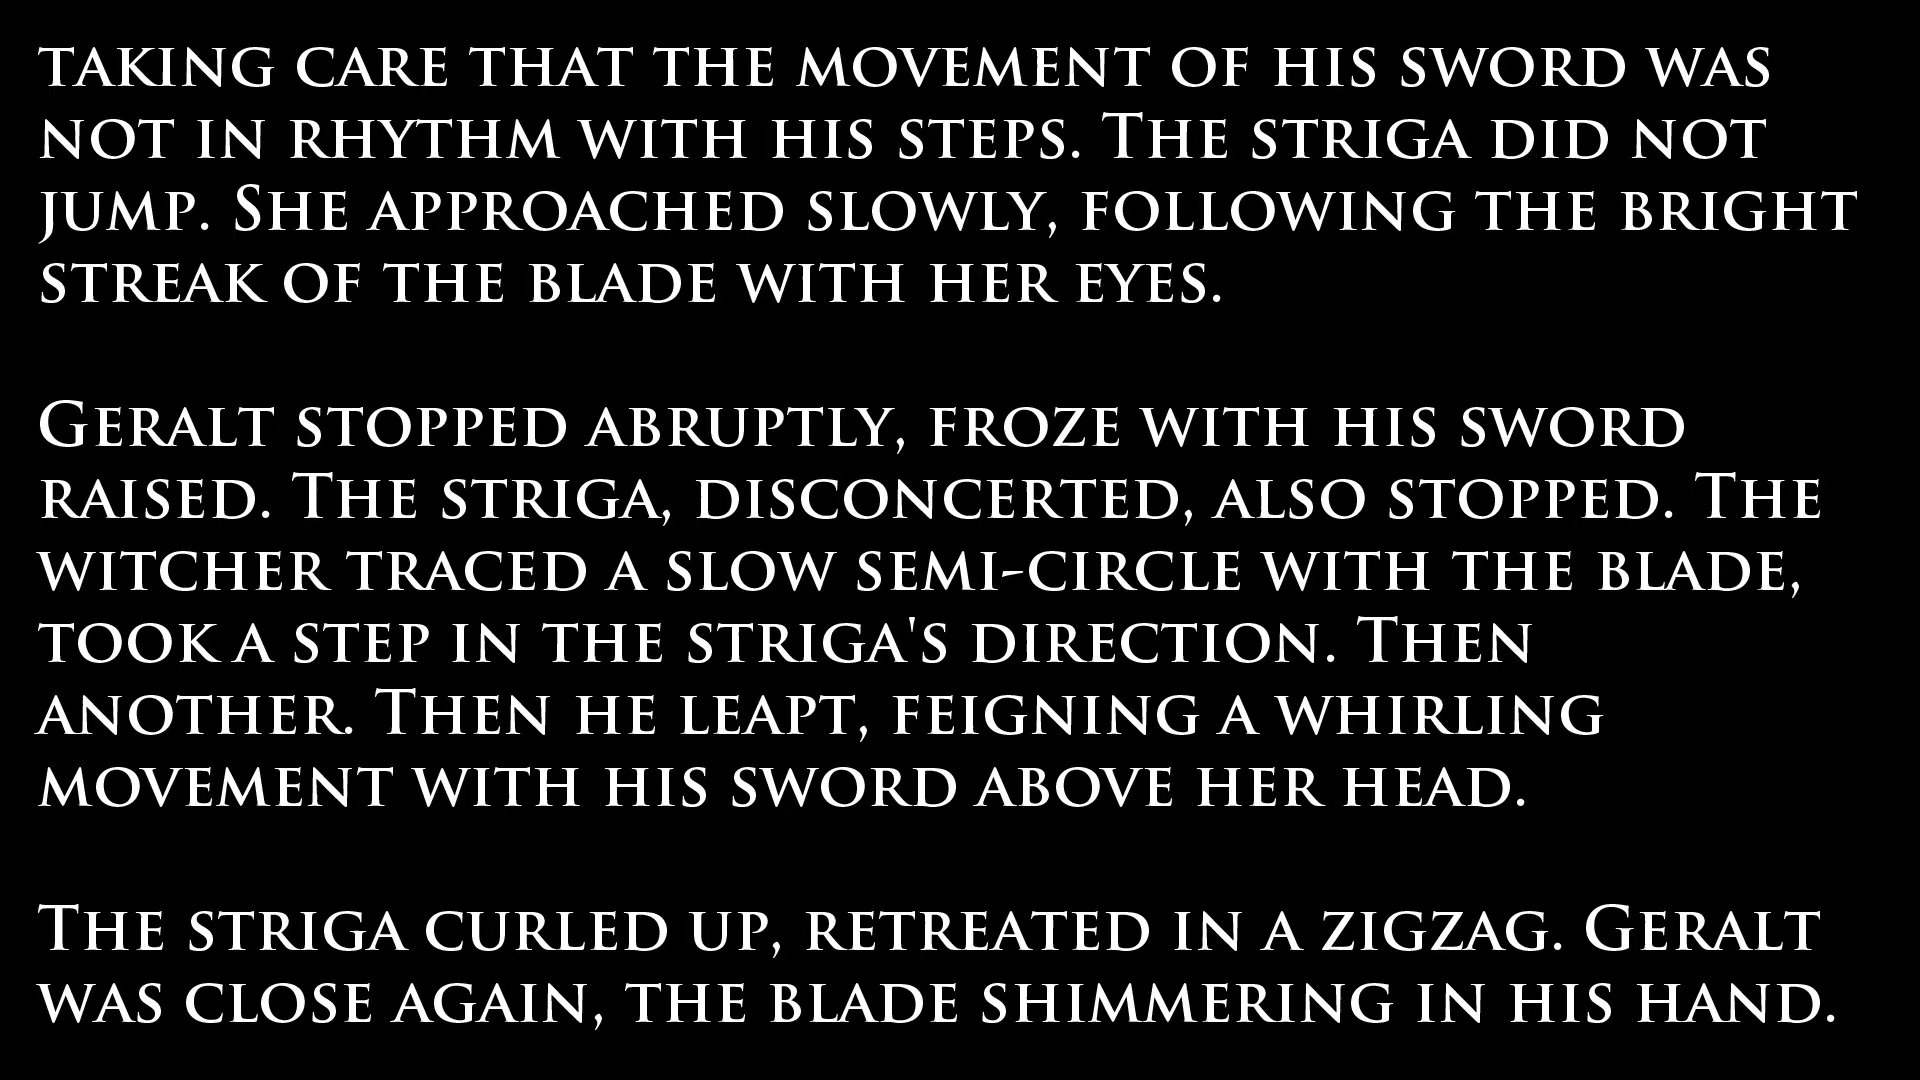 taking care that the movement of his sword was
not in rhythm with his steps. The striga did not
jump. She approached slowly, following the bright
streak of the blade with her eyes.
Geralt stopped abruptly, froze with his sword
raised. The striga, disconcerted, also stopped. The
witcher traced a slow semi-circle with the blade,
took a step in the striga's direction. Then
another. Then he leapt, feigning a whirling
movement with his sword above her head.
The striga curled up, retreated in a zigzag. Geralt
was close again, the blade shimmering in his hand.